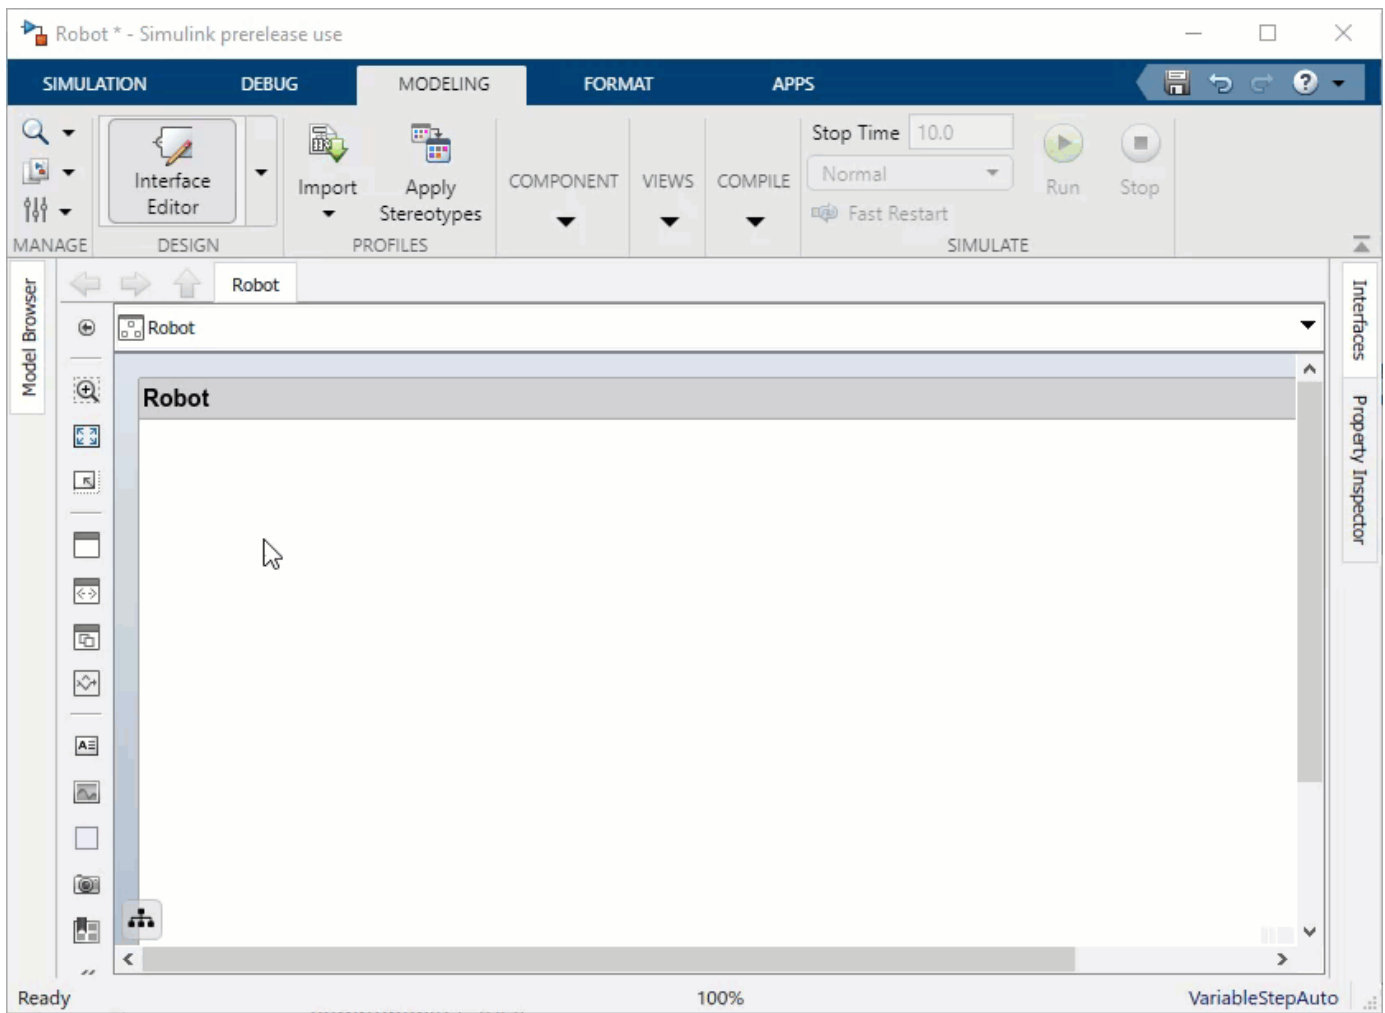 Robot * - Simulink prerelease use
SIMULATION DEBUG MODELING FORMAT APPS
Interface
Editor
Import
Apply
Stereotypes
COMPONENT
VIEWS
COMPILE
Stop Time 10.0
Normal
Fast Restart
Run
Stop
MANAGE DESIGN PROFILES SIMULATE
Model Browser
Robot
Robot
Robot
Interfaces
Property Inspector
Ready 100% VariableStepAuto